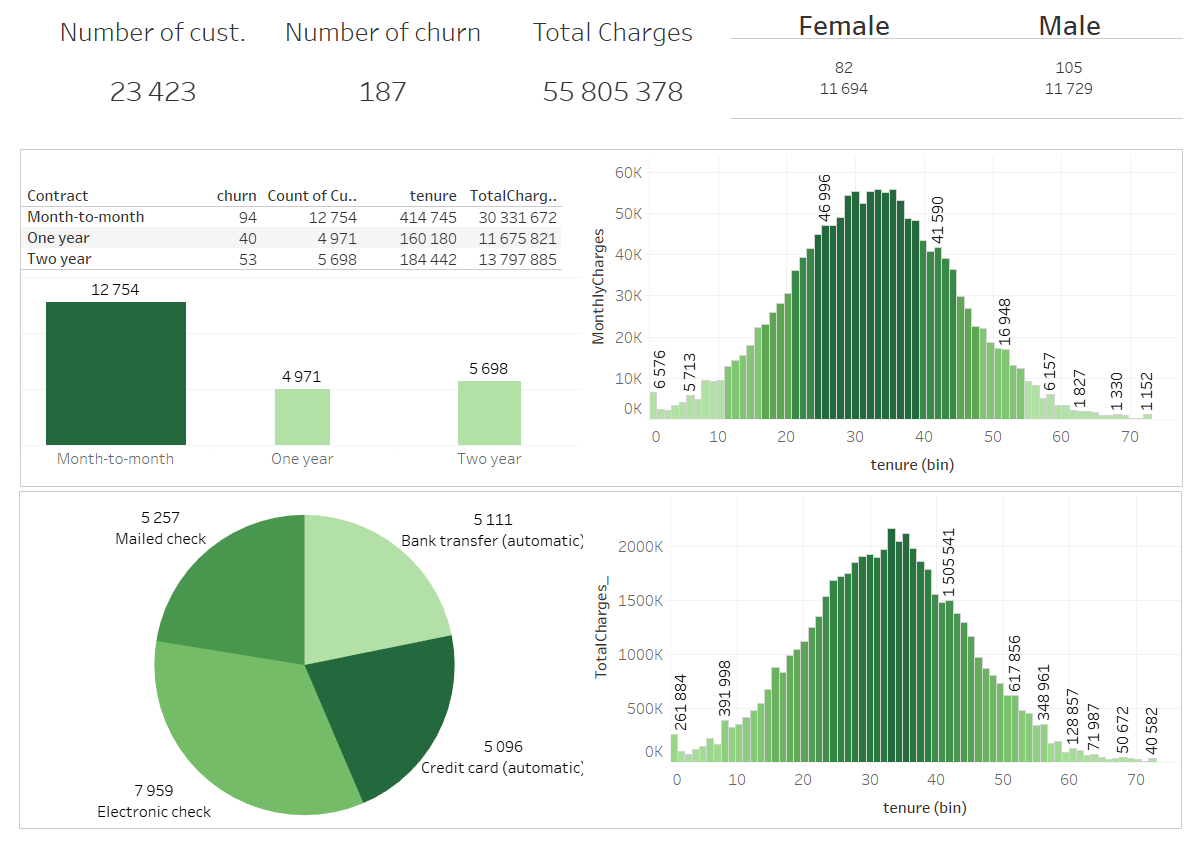 Number of cust.
23 423
Number of churn
187
Total Charges
55 805 378
Female Male
82 105
11 694 11 729
Contract churn Count of Cu.. tenure TotalCharg..
Month-to-month 94 12 754 414 745 30 331 672
One year 40 4 971 160 180 11 675 821
Two year 53 5 698 184 442 13 797 885
12 754
4 971
5 698
Month-to-month One year Two year
MonthlyCharges
60K
50K
40K
30K
20K
10K
0K
6 576
5 713
46 996
41 590
16 948
6 157
1 827
1 330
1 152
0 10 20 30 40 50 60 70
tenure (bin)
5 257
Mailed check
5 111
Bank transfer (automatic)
5 096
Credit card (automatic)
7 959
Electronic check
TotalCharges_
2000K
1500K
1000K
500K
0K
261 884
391 998
1 505 541
617 856
348 961
128 857
71 987
50 672
40 582
0 10 20 30 40 50 60 70
tenure (bin)